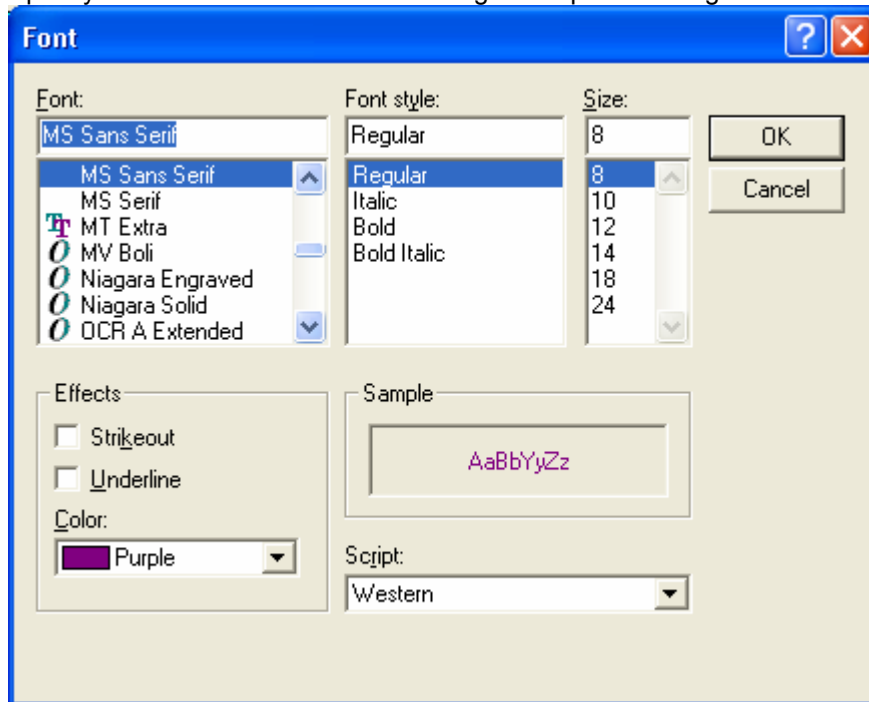 Font
Font:
MS Sans Serif
MS Sans Serif
MS Serif
MT Extra
MV Boli
Niagara Engraved
Niagara Solid
OCR A Extended
Font style:
Regular
Regular
Italic
Bold
Bold Italic
Size:
8
8
10
12
14
18
24
OK
Cancel
Effects
Strikeout
Underline
Color:
Purple
Sample
AaBbYyZz
Script:
Western